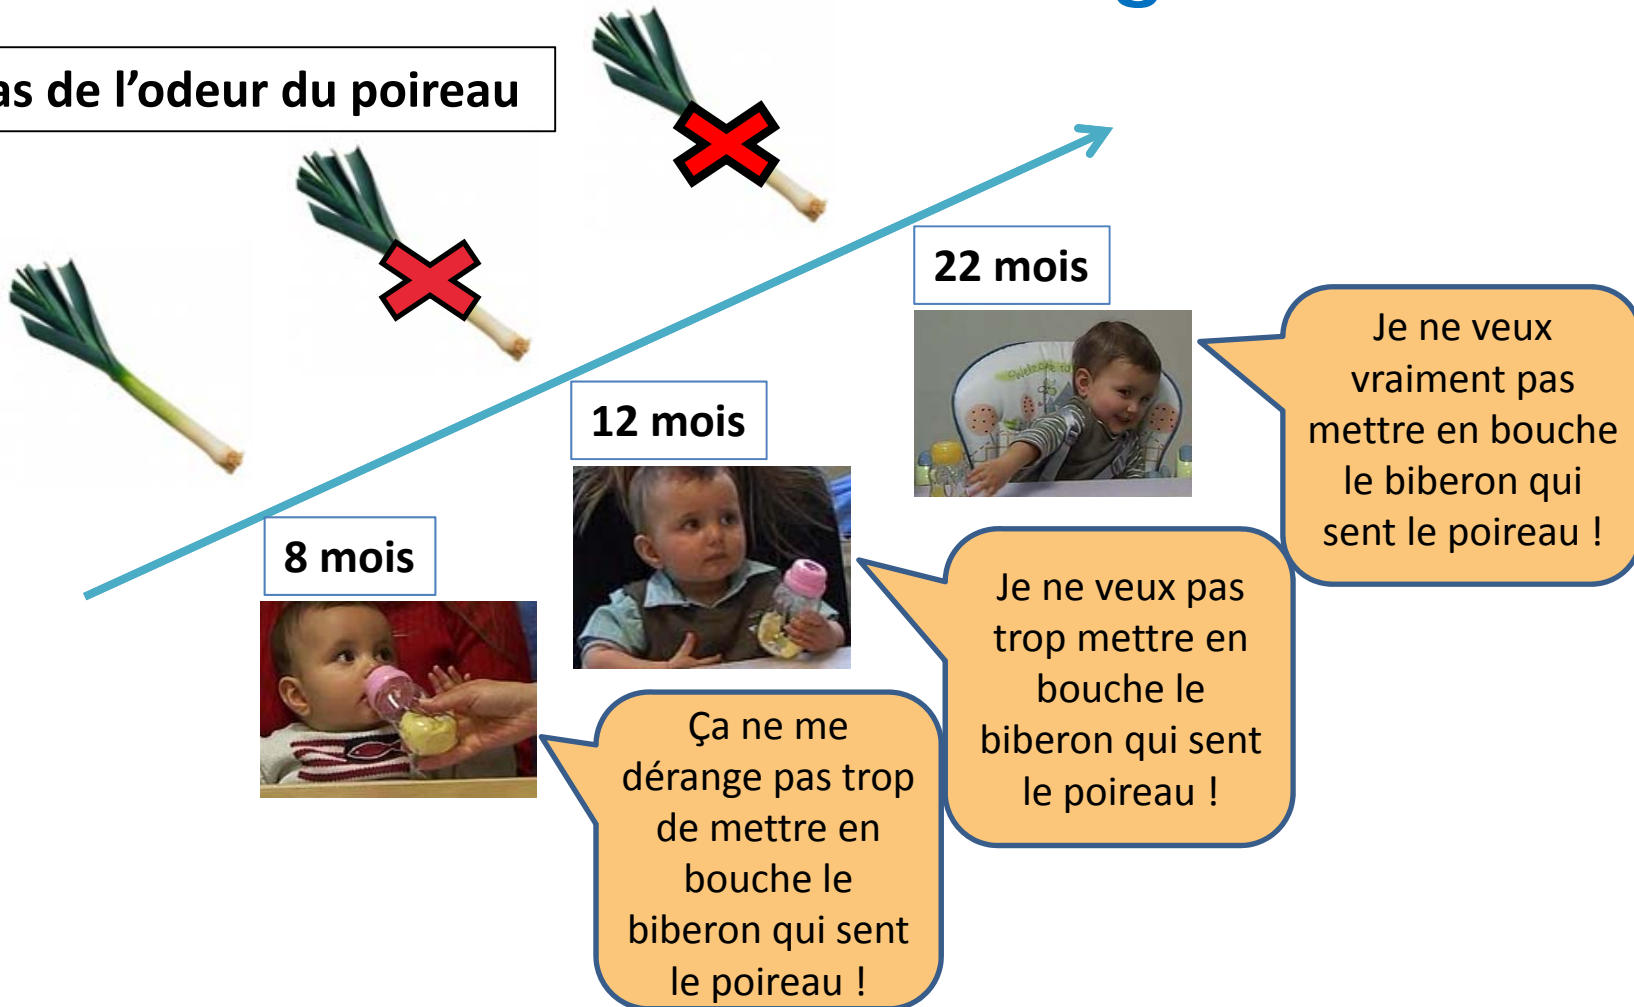 as de l’odeur du poireau
22 mois
Je ne veux
vraiment pas
mettre en bouche
le biberon qui
sent le poireau !
12 mois
Je ne veux pas
trop mettre en
bouche le
biberon qui sent
le poireau !
8 mois
Ça ne me
dérange pas trop
de mettre en
bouche le
biberon qui sent
le poireau !